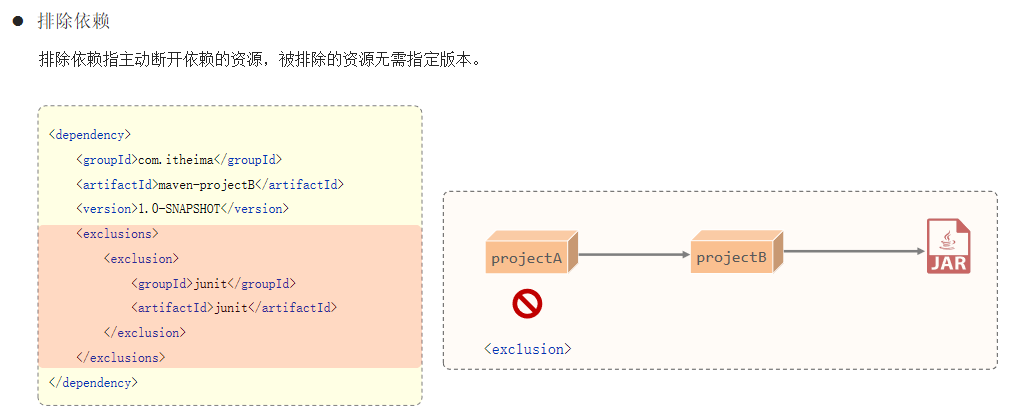 ● 排除依赖
排除依赖指主动断开依赖的资源，被排除的资源无需指定版本。
<dependency>
    <groupId>com.itheima</groupId>
    <artifactId>maven-projectB</artifactId>
    <version>1.0-SNAPSHOT</version>
    <exclusions>
        <exclusion>
            <groupId>junit</groupId>
            <artifactId>junit</artifactId>
        </exclusion>
    </exclusions>
</dependency>
projectA
projectB
JAR
<exclusion>